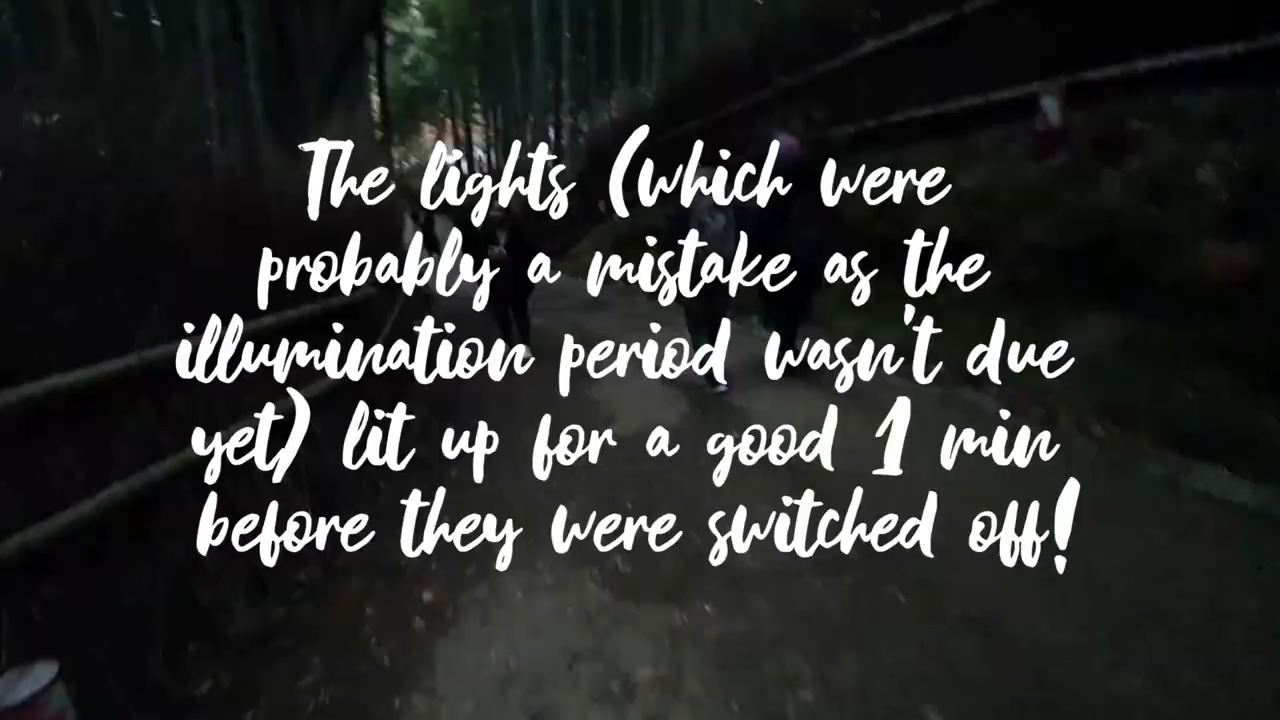 The lights (which were
probably a mistake as the
illumination period wasn't due
yet) lit up for a good 1 min
before they were switched off!